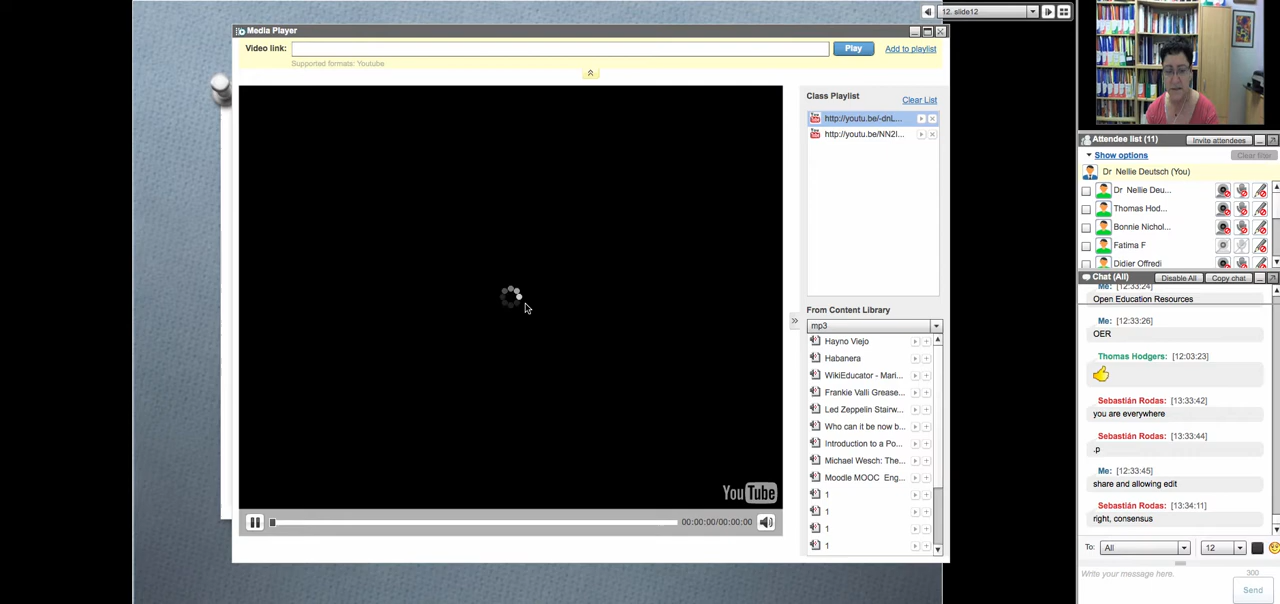 12. slide12
Media Player
Video link:
Play
Add to playlist
Supported formats: Youtube
Class Playlist
Clear List
http://youtu.be/-dnL...
http://youtu.be/NN2I...
From Content Library
mp3
Hayno Viejo
Habanera
WikiEducator - Mari...
Frankie Valli Grease...
Led Zeppelin Stairw...
Who can it be now b...
Introduction to a Po...
Michael Wesch: The...
Moodle MOOC Eng...
1
1
1
1
YouTube
00:00:00/00:00:00
Attendee list (11)
Invite attendees
Show options
Clear filter
Dr Nellie Deutsch (You)
Dr Nellie Deu...
Thomas Hod...
Bonnie Nichol...
Fatima F
Didier Offredi
Chat (All)
Disable All
Copy chat
Me: [12:33:24]
Open Education Resources
Me: [12:33:26]
OER
Thomas Hodgers: [12:03:23]
Sebastián Rodas: [13:33:42]
you are everywhere
Sebastián Rodas: [13:33:44]
.p
Me: [12:33:45]
share and allowing edit
Sebastián Rodas: [13:34:11]
right, consensus
To: All 12
Write your message here.
300
Send